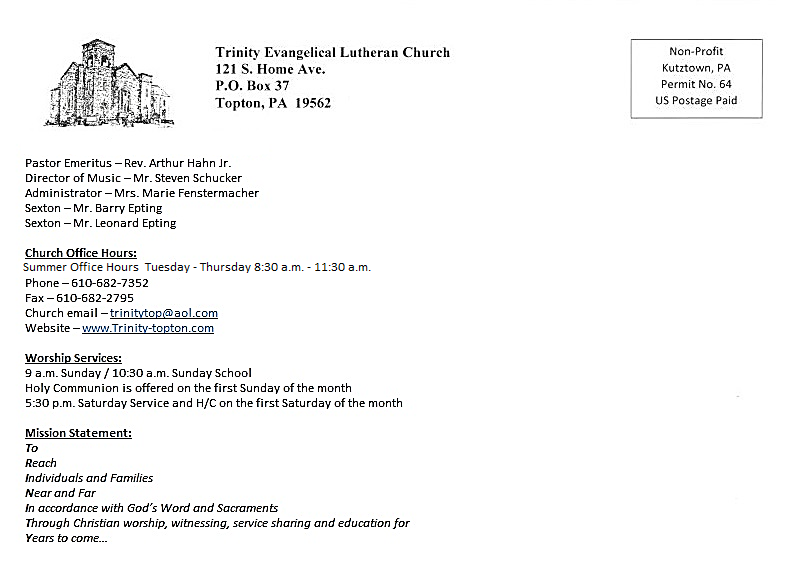 Trinity Evangelical Lutheran Church
121 S. Home Ave.
P.O. Box 37
Topton, PA 19562
Non-Profit
Kutztown, PA
Permit No. 64
US Postage Paid
Pastor Emeritus – Rev. Arthur Hahn Jr.
Director of Music – Mr. Steven Schucker
Administrator – Mrs. Marie Fenstermacher
Sexton – Mr. Barry Epting
Sexton – Mr. Leonard Epting
Church Office Hours:
Summer Office Hours Tuesday - Thursday 8:30 a.m. - 11:30 a.m.
Phone – 610-682-7352
Fax – 610-682-2795
Church email – trinitytop@aol.com
Website – www.Trinity-topton.com
Worship Services:
9 a.m. Sunday / 10:30 a.m. Sunday School
Holy Communion is offered on the first Sunday of the month
5:30 p.m. Saturday Service and H/C on the first Saturday of the month
Mission Statement:
To
Reach
Individuals and Families
Near and Far
In accordance with God's Word and Sacraments
Through Christian worship, witnessing, service sharing and education for
Years to come...